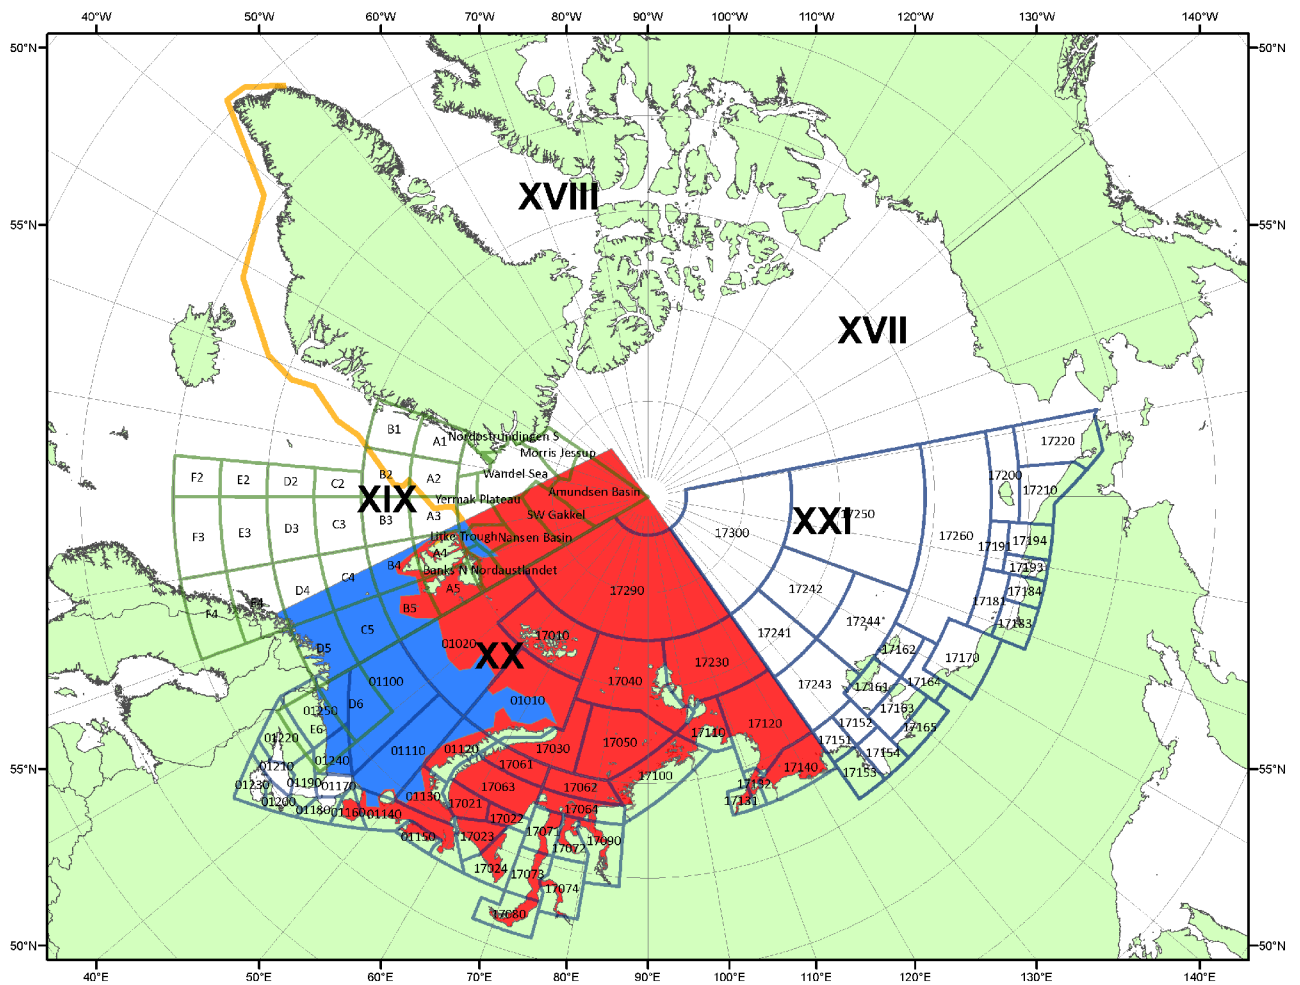 40°W 50°W 60°W 70°W 80°W 90°W 100°W 110°W 120°W 130°W 140°W
50°N 50°N
XVIII
55°N 55°N
XVII
B1 A1 Nordostrundingen S
Morris Jessup
17220
F2 E2 D2 C2 B2 A2 Wandel Sea
17200
17210
XIX
Yermak Plateau Amundsen Basin
F3 E3 D3 C3 B3 A3 SW Gakkel
XXI
17250
17300 17260
Litke Trough Nansen Basin
17191 17194
A4
B4 Banks N Nordaustlandet
17193
F4 E4 D4 C4 A5
17290 17242 17181 17184
B5
17244
17183
C5
01020 17010 17241
D5 17162
XX
17230 17170
01100 17040 17243 17161 17164
D6 01010
17163
01250 17120 17152
E6 17165
01220 17110 17151
01110 01120 17030 17050 17154
01240 17061
01210 17140 17153
17100
01230 01190 01170 17063 17062 17132
01200 01130 17021 17131
01180 01160 01140 17022 17064
01150 17023 17071 17090
17072
17024 17073
17074
17080
55°N 55°N
50°N 50°N
40°E 50°E 60°E 70°E 80°E 90°E 100°E 110°E 120°E 130°E 140°E